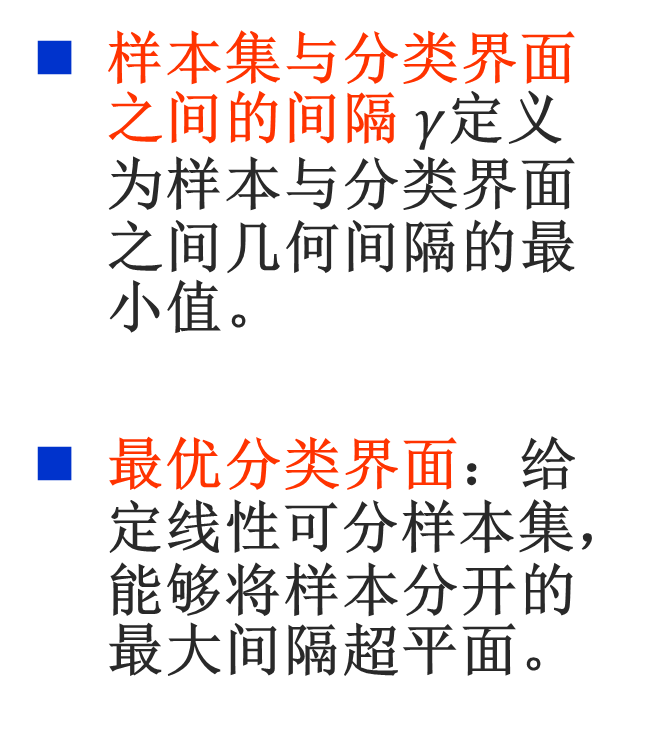 样本集与分类界面
之间的间隔 γ定义
为样本与分类界面
之间几何间隔的最
小值。
最优分类界面：给
定线性可分样本集，
能够将样本分开的
最大间隔超平面。